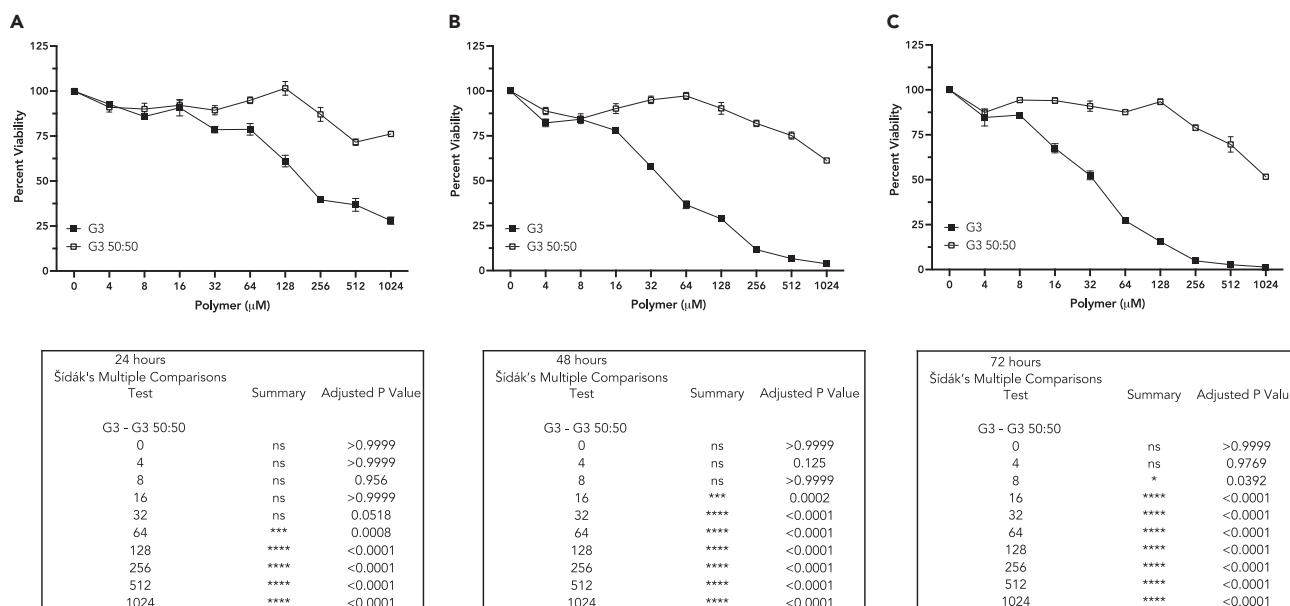 A
125
100
75
50
25
0
Percent Viability
G3
G3 50:50
0 4 8 16 32 64 128 256 512 1024
Polymer (μM)
B
125
100
75
50
25
0
Percent Viability
G3
G3 50:50
0 4 8 16 32 64 128 256 512 1024
Polymer (μM)
C
125
100
75
50
25
0
Percent Viability
G3
G3 50:50
0 4 8 16 32 64 128 256 512 1024
Polymer (μM)
24 hours
Šídák's Multiple Comparisons
Test Summary Adjusted P Value
G3 - G3 50:50
0 ns >0.9999
4 ns >0.9999
8 ns 0.956
16 ns >0.9999
32 ns 0.0518
64 *** 0.0008
128 **** <0.0001
256 **** <0.0001
512 **** <0.0001
1024 **** <0.0001
48 hours
Šídák's Multiple Comparisons
Test Summary Adjusted P Value
G3 - G3 50:50
0 ns >0.9999
4 ns 0.125
8 ns >0.9999
16 *** 0.0002
32 **** <0.0001
64 **** <0.0001
128 **** <0.0001
256 **** <0.0001
512 **** <0.0001
1024 **** <0.0001
72 hours
Šídák's Multiple Comparisons
Test Summary Adjusted P Valu
G3 - G3 50:50
0 ns >0.9999
4 ns 0.9769
8 * 0.0392
16 **** <0.0001
32 **** <0.0001
64 **** <0.0001
128 **** <0.0001
256 **** <0.0001
512 **** <0.0001
1024 **** <0.0001